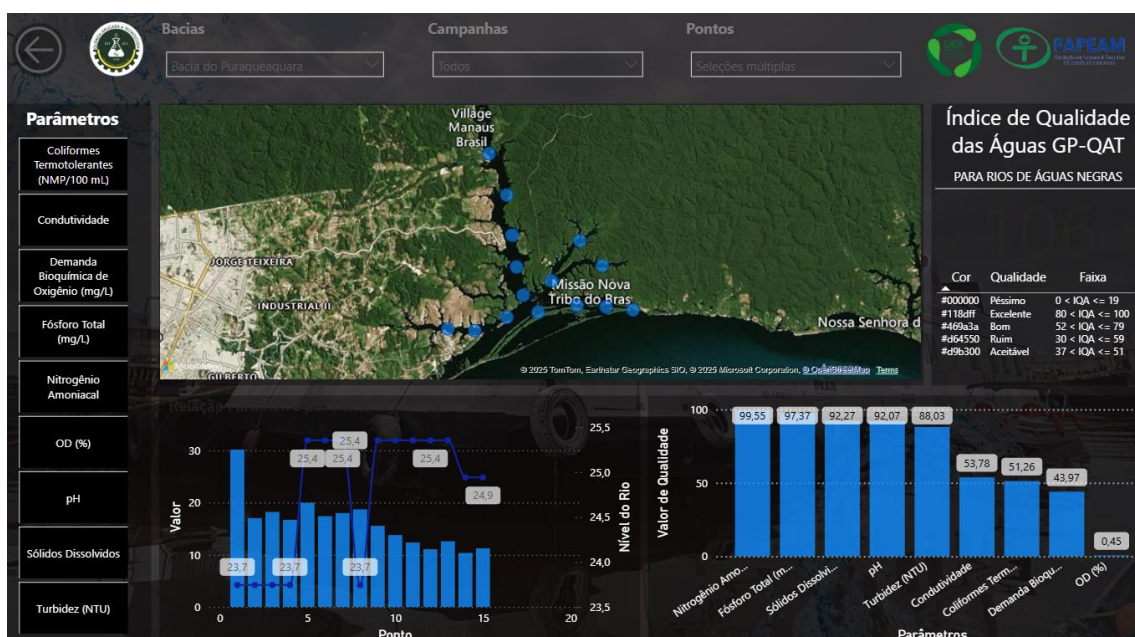 Bacias
Campanhas
Pontos
Bacia do Puraqueaquara
Todos
Seleções múltiplas
UEA
FAPEAM
Parâmetros
Coliformes
Termotolerantes
(NMP/100 mL)
Condutividade
Demanda
Bioquímica de
Oxigênio (mg/L)
Fósforo Total
(mg/L)
Nitrogênio
Amoniacal
OD (%)
pH
Sólidos Dissolvidos
Turbidez (NTU)
Village
Manaus
Brasil
JORGE TEIXEIRA
INDUSTRIAL II
Missão Nova
Tribo do Bras
Nossa Senhora d
GILBERTO
© 2025 TomTom, Earthstar Geographics SIO, © 2025 Microsoft Corporation, © OpenStreetMap Terms
Índice de Qualidade
das Águas GP-QAT
PARA RIOS DE ÁGUAS NEGRAS
106
Cor Qualidade Faixa
#000000 Péssimo 0 < IQA <= 19
#118dff Excelente 80 < IQA <= 100
#469a3a Bom 52 < IQA <= 79
#d64550 Ruim 30 < IQA <= 59
#d9b300 Aceitável 37 < IQA <= 51
Relação Parâmetro
Valor
30
20
10
0
23,7
23,7
25,4
25,4
25,4
23,7
25,4
24,9
25,5
25,0
24,5
24,0
23,5
Nível do Rio
0 5 10 15 20
Ponto
Valor de Qualidade
100
50
0
99,55
97,37
92,27
92,07
88,03
53,78
51,26
43,97
0,45
Nitrogênio Amo...
Fósforo Total (m...
Sólidos Dissolvi...
pH
Turbidez (NTU)
Condutividade
Coliformes Term...
Demanda Bioqu...
OD (%)
Parâmetros